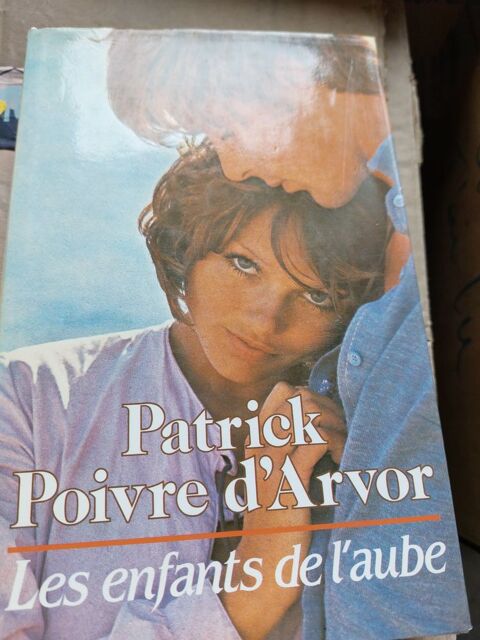 Patrick
Poivre d'Arvor
Les enfants de l'aube